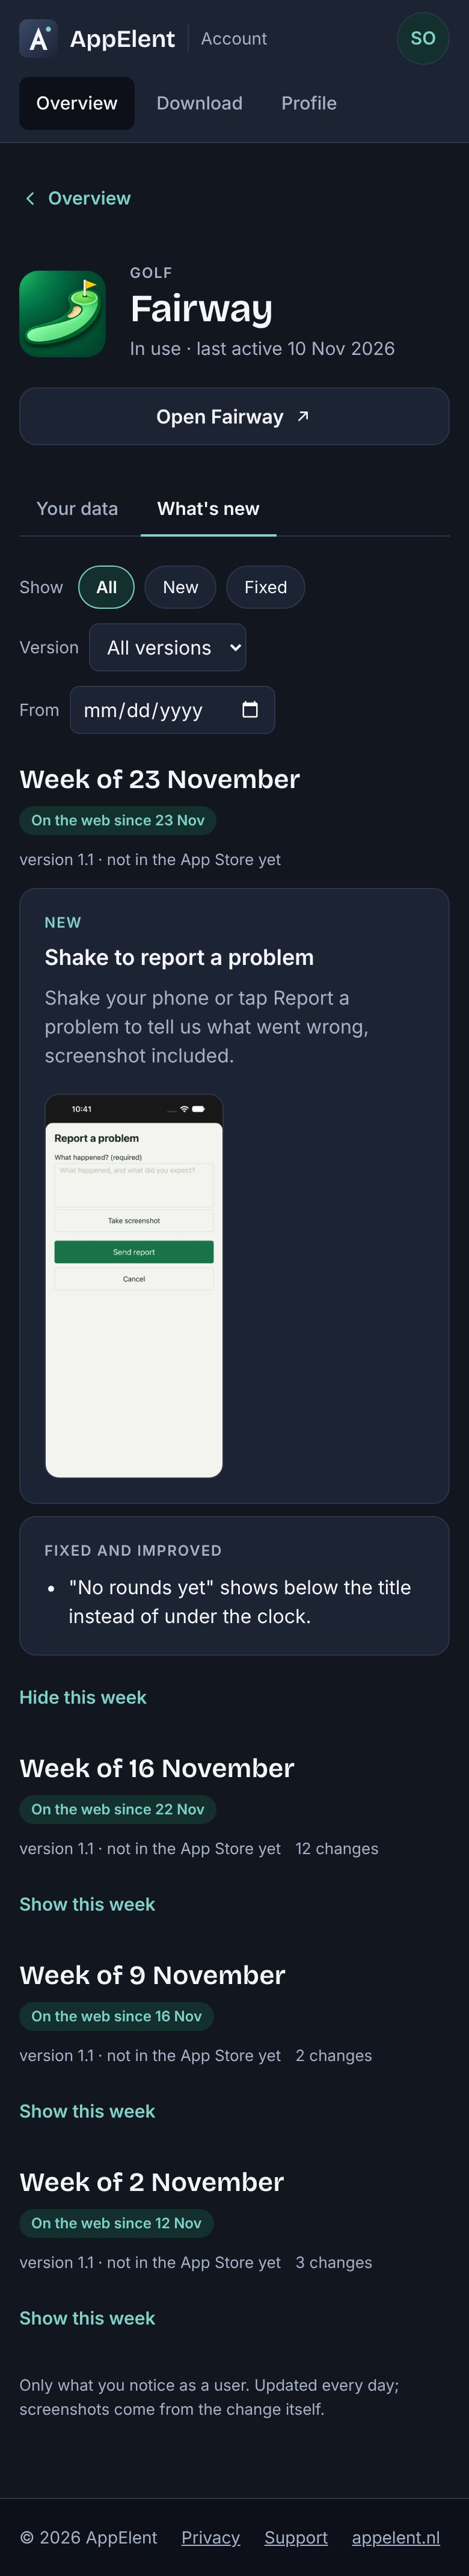 AppElent
Account
SO
Overview
Download
Profile
Overview
GOLF
Fairway
In use · last active 10 Nov 2026
Open Fairway
Your data
What's new
Show
All
New
Fixed
Version
All versions
From
mm/dd/yyyy
Week of 23 November
On the web since 23 Nov
version 1.1 · not in the App Store yet
NEW
Shake to report a problem
Shake your phone or tap Report a
problem to tell us what went wrong,
screenshot included.
10:41
Report a problem
What happened? (required)
What happened, and what did you expect?
Take screenshot
Send report
Cancel
FIXED AND IMPROVED
• "No rounds yet" shows below the title
instead of under the clock.
Hide this week
Week of 16 November
On the web since 22 Nov
version 1.1 · not in the App Store yet 12 changes
Show this week
Week of 9 November
On the web since 16 Nov
version 1.1 · not in the App Store yet 2 changes
Show this week
Week of 2 November
On the web since 12 Nov
version 1.1 · not in the App Store yet 3 changes
Show this week
Only what you notice as a user. Updated every day;
screenshots come from the change itself.
© 2026 AppElent Privacy Support appelent.nl